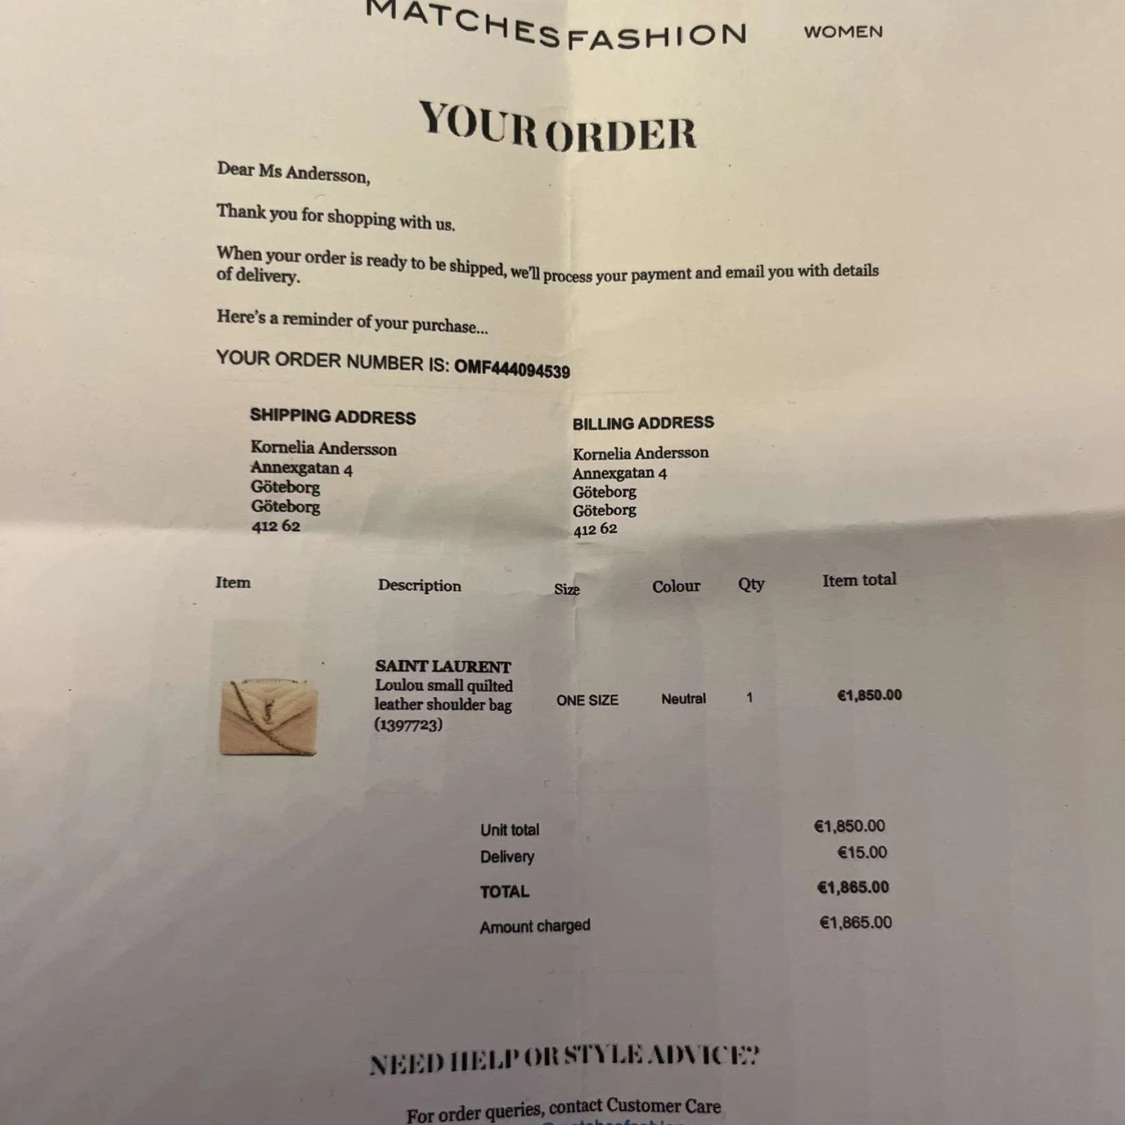 MATCHESFASHION WOMEN
YOUR ORDER
Dear Ms Andersson,
Thank you for shopping with us.
When your order is ready to be shipped, we'll process your payment and email you with details
of delivery.
Here's a reminder of your purchase...
YOUR ORDER NUMBER IS: OMF444094539
SHIPPING ADDRESS
Kornelia Andersson
Annexgatan 4
Göteborg
Göteborg
412 62
BILLING ADDRESS
Kornelia Andersson
Annexgatan 4
Göteborg
Göteborg
412 62
Item Description Size Colour Qty Item total
SAINT LAURENT
Loulou small quilted
leather shoulder bag
(1397723)
ONE SIZE Neutral 1 €1,850.00
Unit total €1,850.00
Delivery €15.00
TOTAL €1,865.00
Amount charged €1,865.00
NEED HELP OR STYLE ADVICE?
For order queries, contact Customer Care